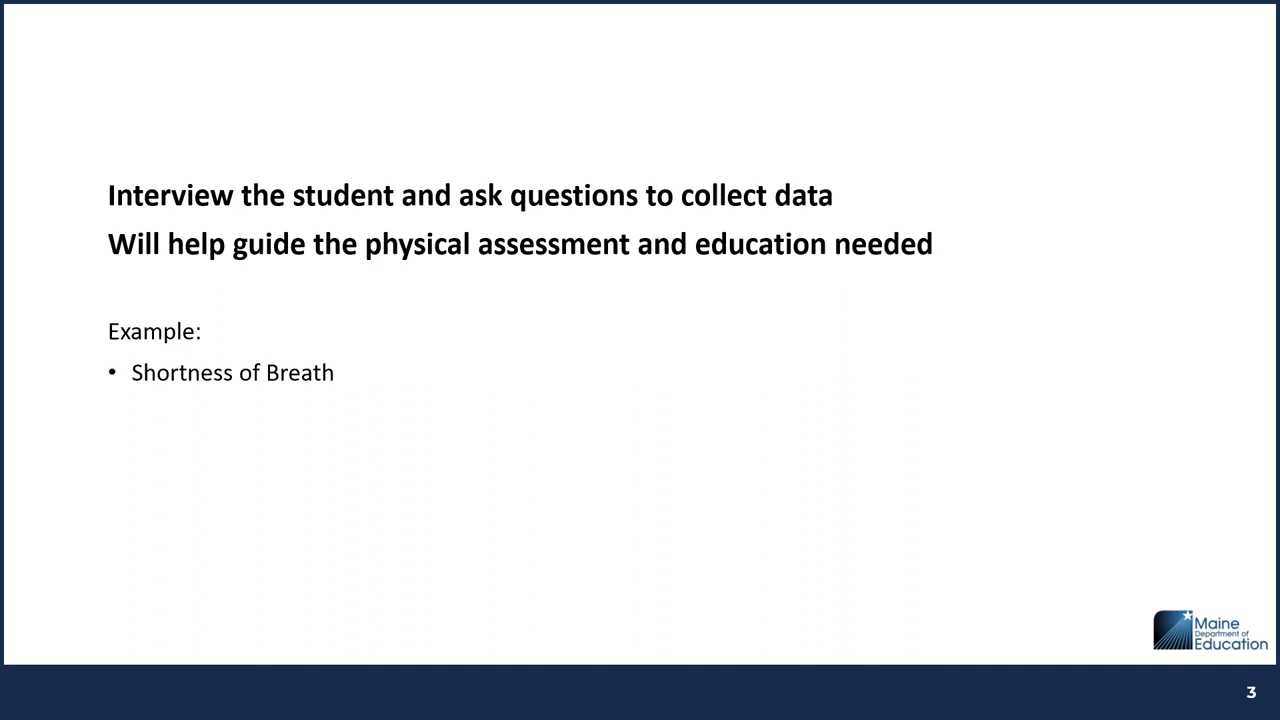 Interview the student and ask questions to collect data
Will help guide the physical assessment and education needed
Example:
• Shortness of Breath
Maine
Department of
Education
3